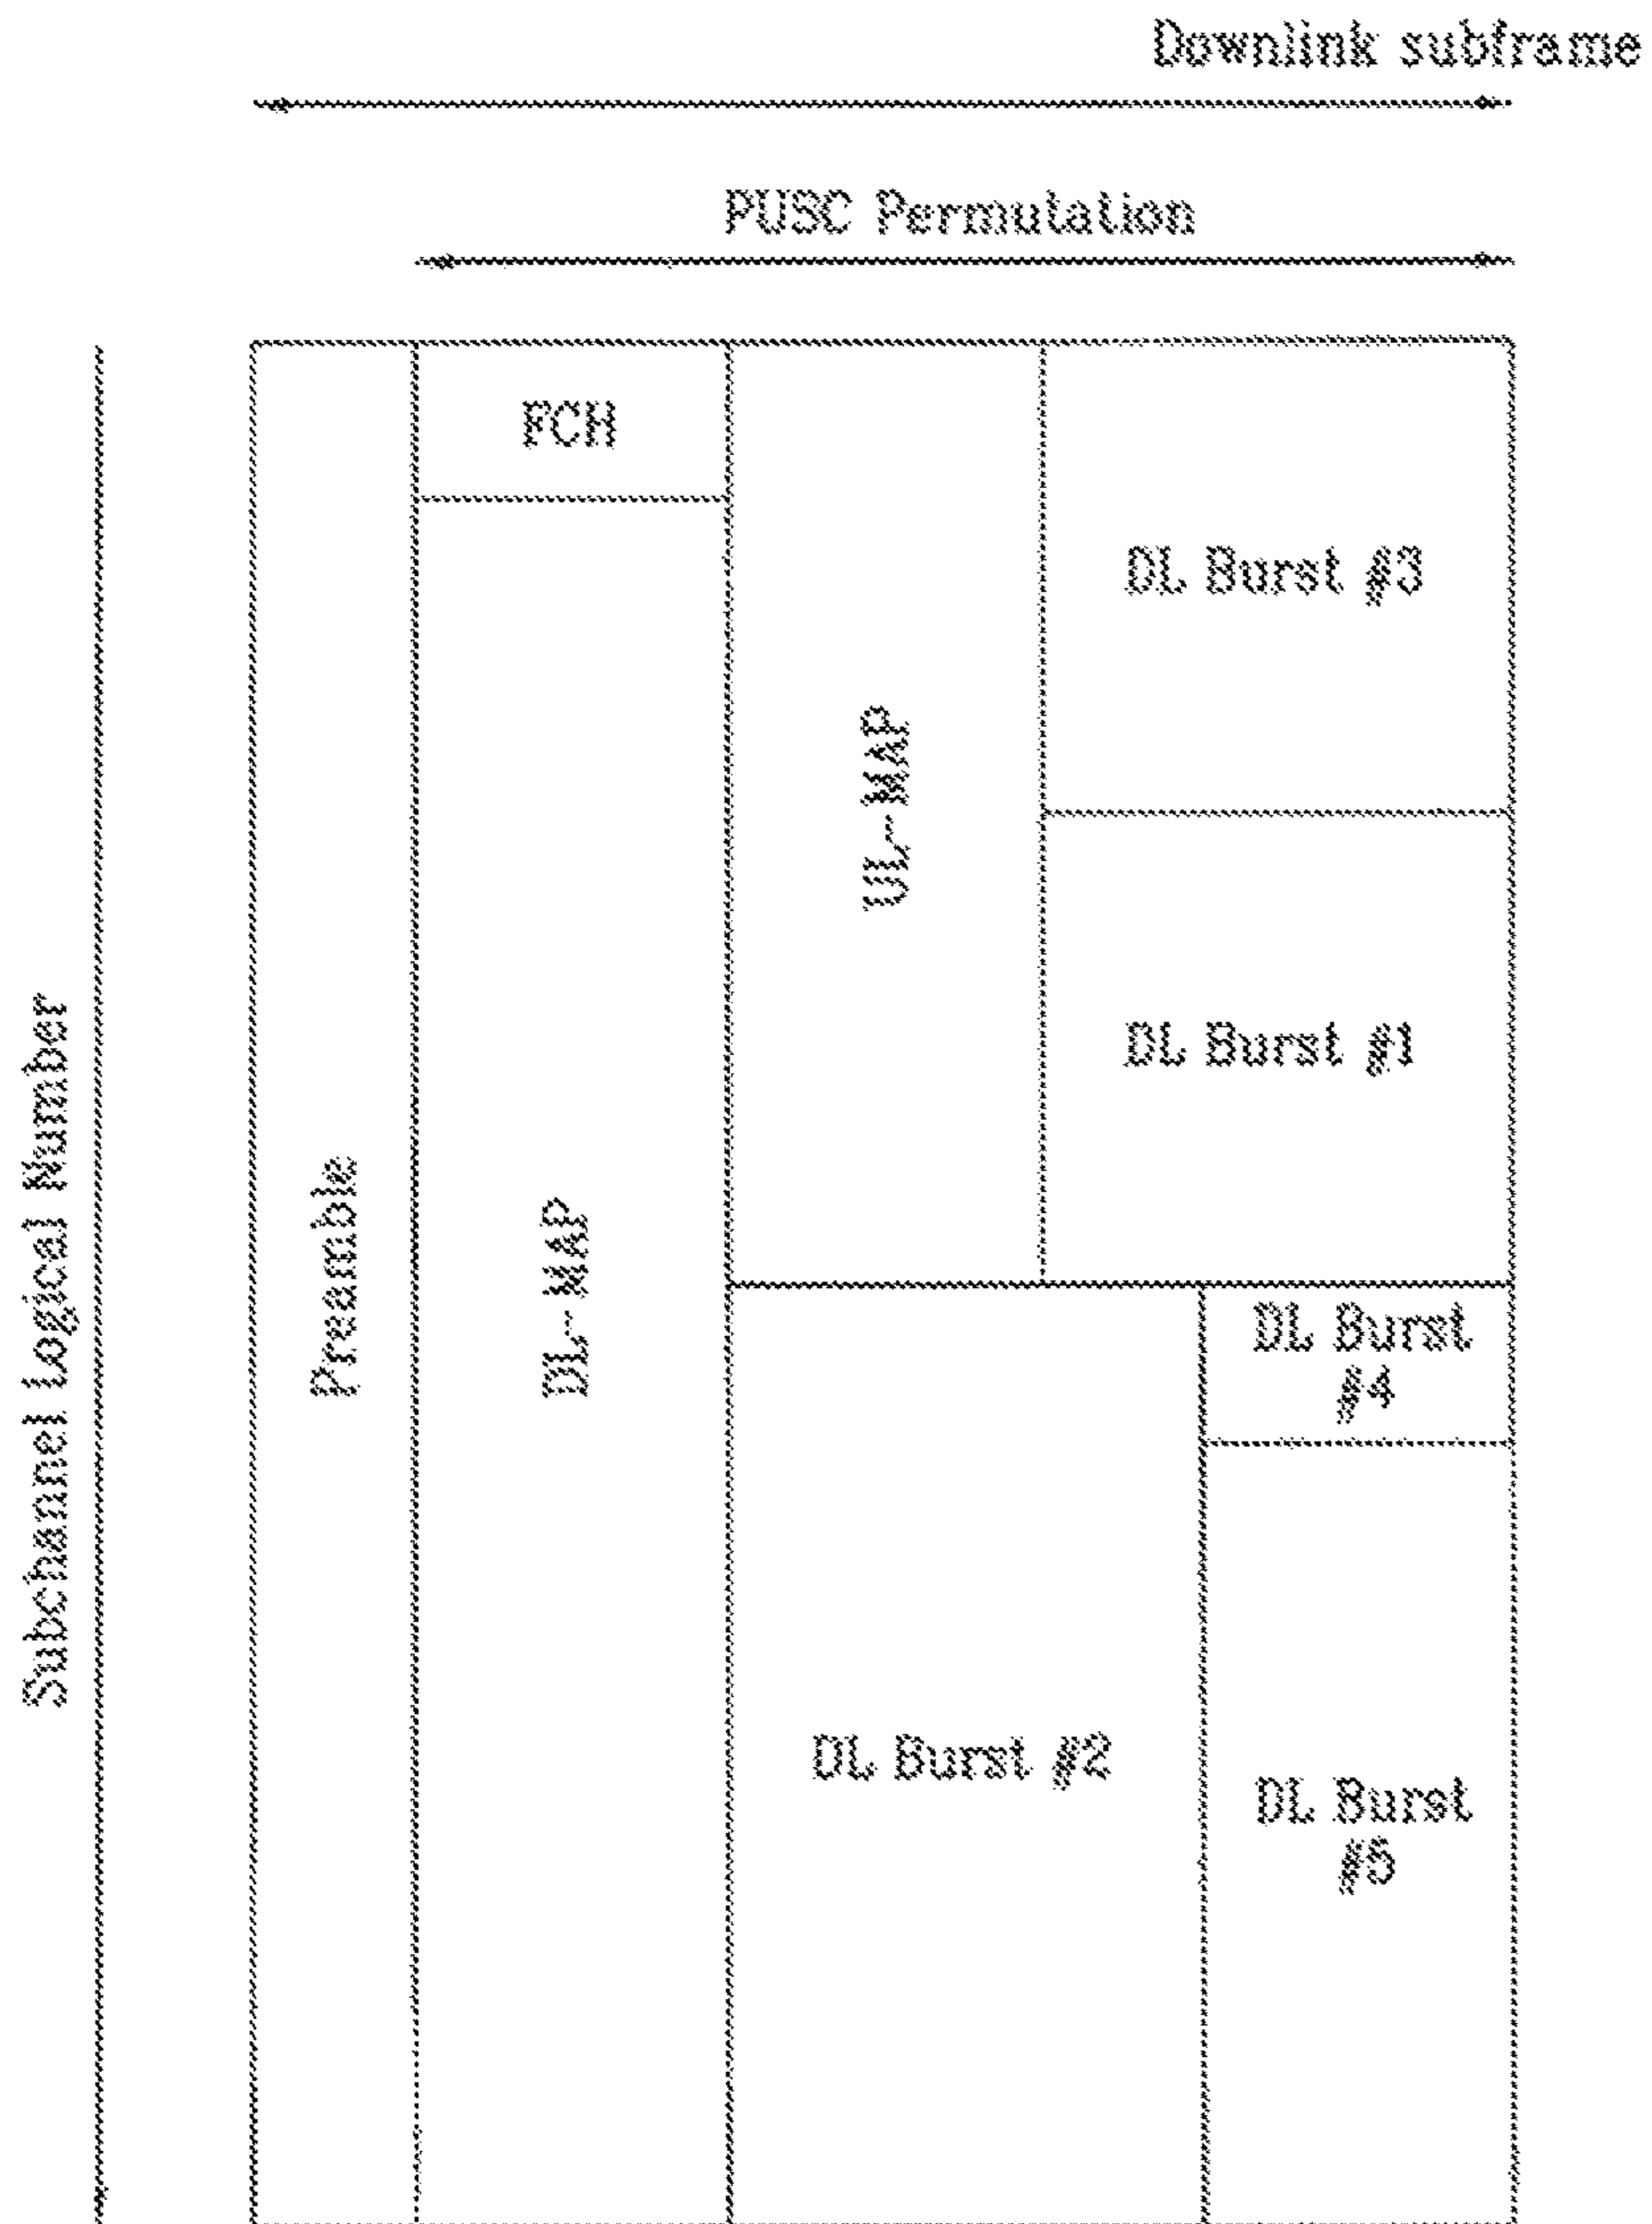 Downlink subframe
PUSC Permutation
FCH
DL Burst #3
UL-MAP
DL Burst #1
Subchannel Logical Number
Preamble
DL-MAP
DL Burst
#4
DL Burst #2
DL Burst
#5